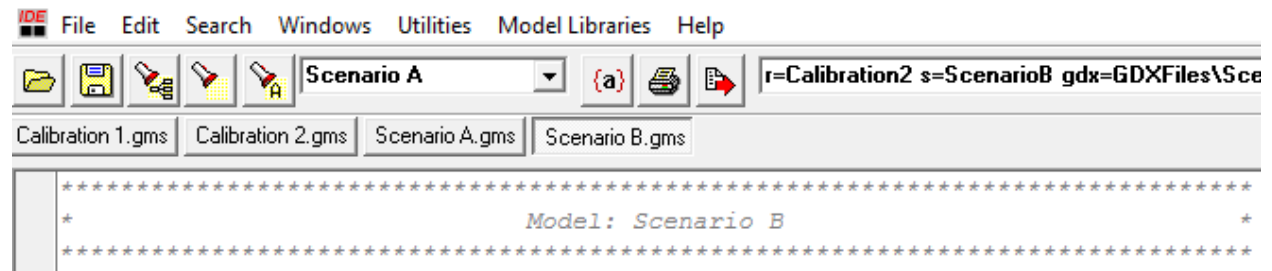 IDE File Edit Search Windows Utilities Model Libraries Help
A Scenario A {a} r=Calibration2 s=ScenarioB gdx=GDXFiles\Sce
Calibration 1.gms Calibration 2.gms Scenario A.gms Scenario B.gms
*******************************************************************************
* Model: Scenario B *
*******************************************************************************